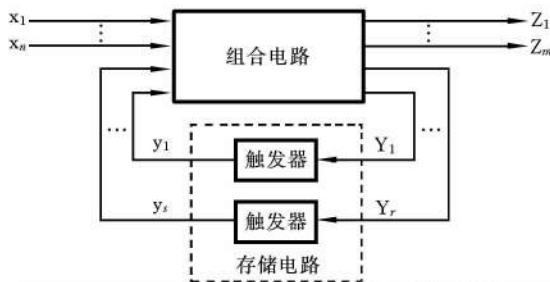 x₁ Z₁
⋮ 组合电路 ⋮
xₙ Zₘ
… y₁ 触发器 Y₁ …
yₛ 触发器 Yᵣ
存储电路